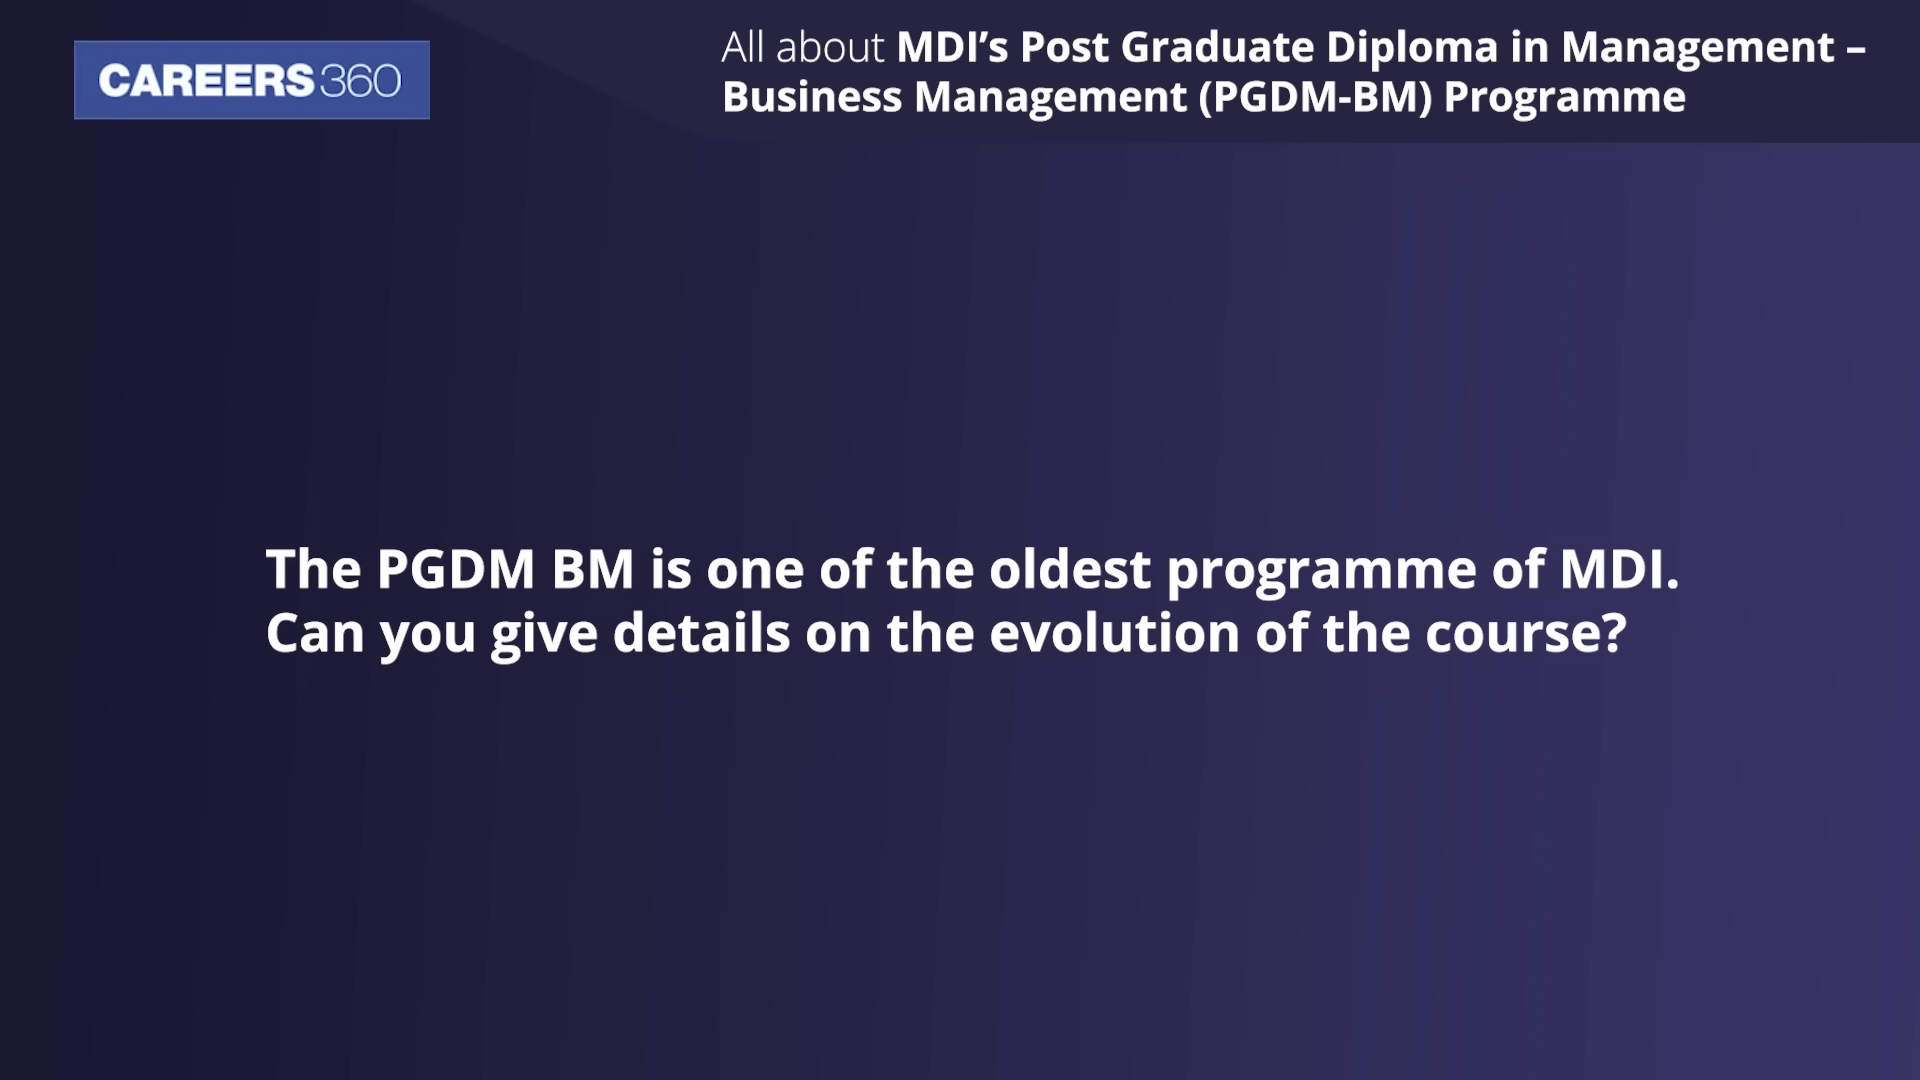 CAREERS360
All about MDI’s Post Graduate Diploma in Management –
Business Management (PGDM-BM) Programme
The PGDM BM is one of the oldest programme of MDI.
Can you give details on the evolution of the course?